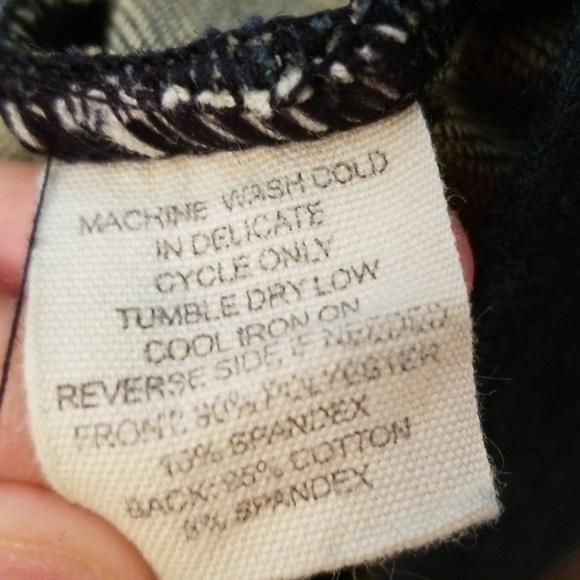 MACHINE WASH COLD
IN DELICATE
CYCLE ONLY
TUMBLE DRY LOW
COOL IRON ON
REVERSE SIDE IF NEEDED
FRONT: 90% POLYESTER
10% SPANDEX
BACK: 95% COTTON
5% SPANDEX